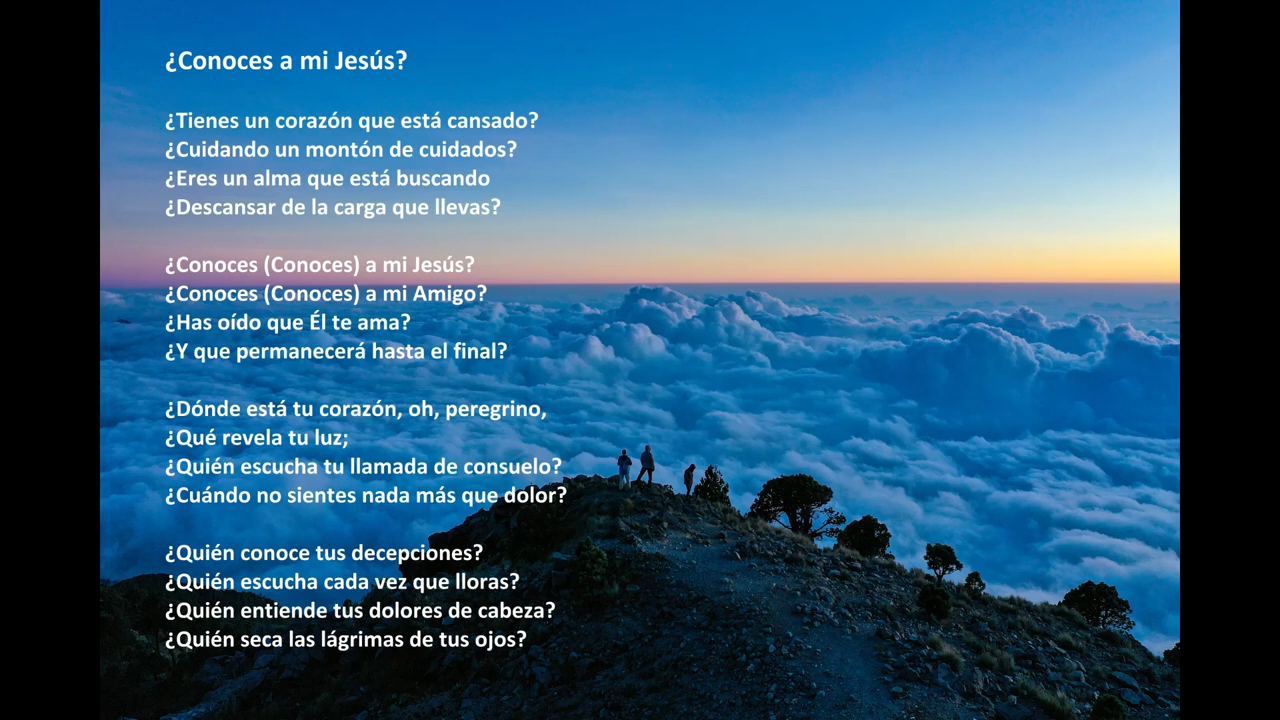 ¿Conoces a mi Jesús?
¿Tienes un corazón que está cansado?
¿Cuidando un montón de cuidados?
¿Eres un alma que está buscando
¿Descansar de la carga que llevas?
¿Conoces (Conoces) a mi Jesús?
¿Conoces (Conoces) a mi Amigo?
¿Has oído que Él te ama?
¿Y que permanecerá hasta el final?
¿Dónde está tu corazón, oh, peregrino,
¿Qué revela tu luz;
¿Quién escucha tu llamada de consuelo?
¿Cuándo no sientes nada más que dolor?
¿Quién conoce tus decepciones?
¿Quién escucha cada vez que lloras?
¿Quién entiende tus dolores de cabeza?
¿Quién seca las lágrimas de tus ojos?